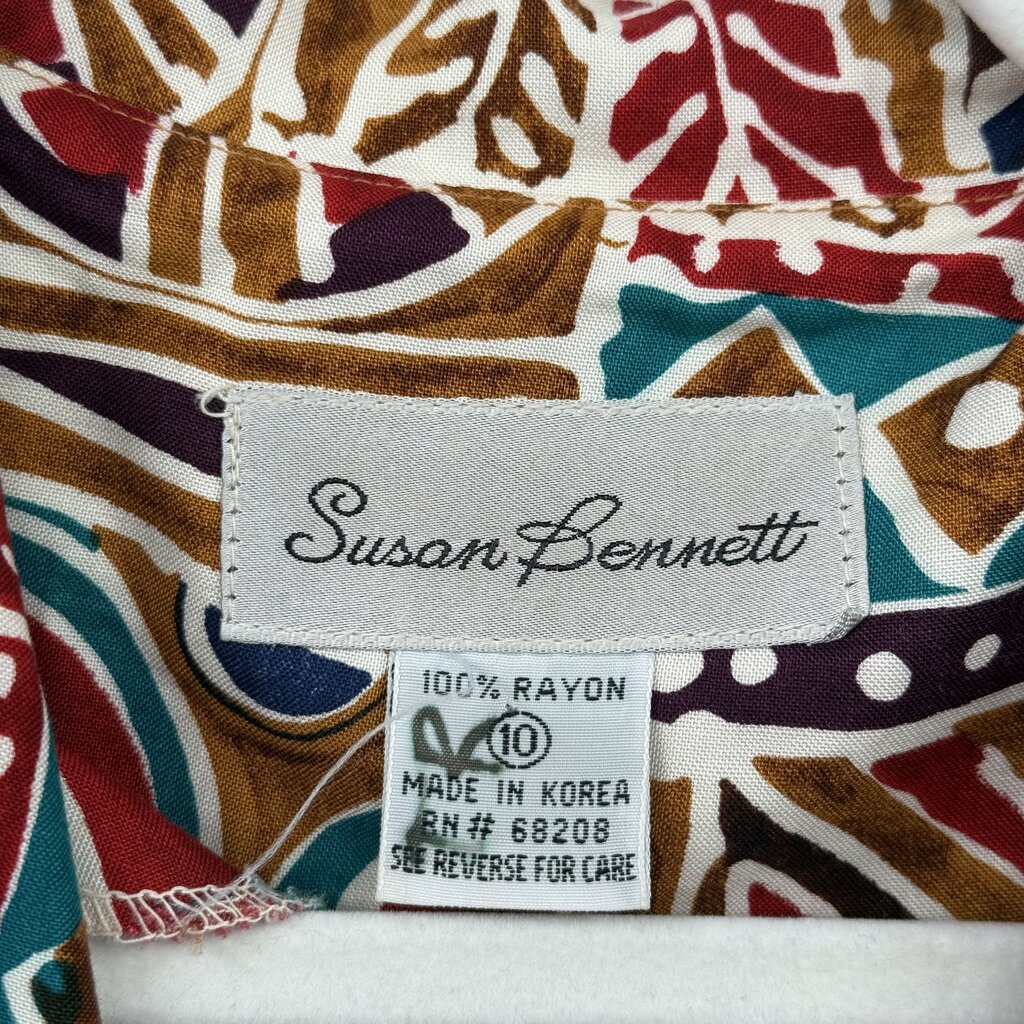 Susan Bennett
100% RAYON
10
MADE IN KOREA
RN# 68208
SEE REVERSE FOR CARE